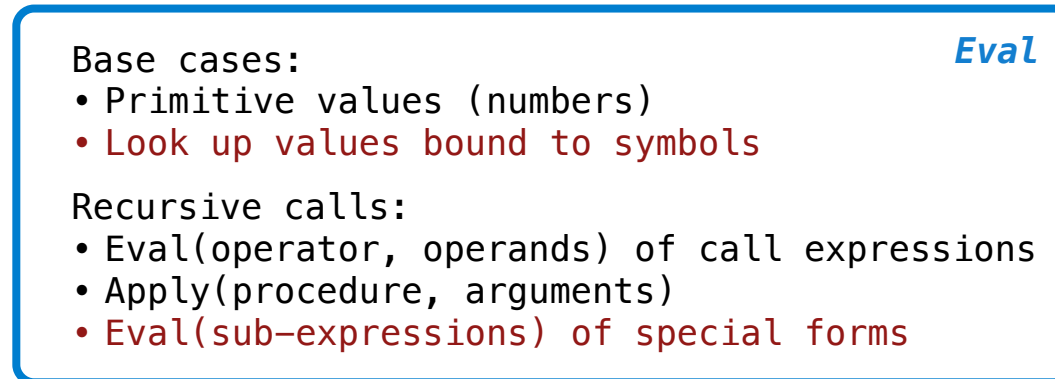 Eval
Base cases:
• Primitive values (numbers)
• Look up values bound to symbols
Recursive calls:
• Eval(operator, operands) of call expressions
• Apply(procedure, arguments)
• Eval(sub-expressions) of special forms